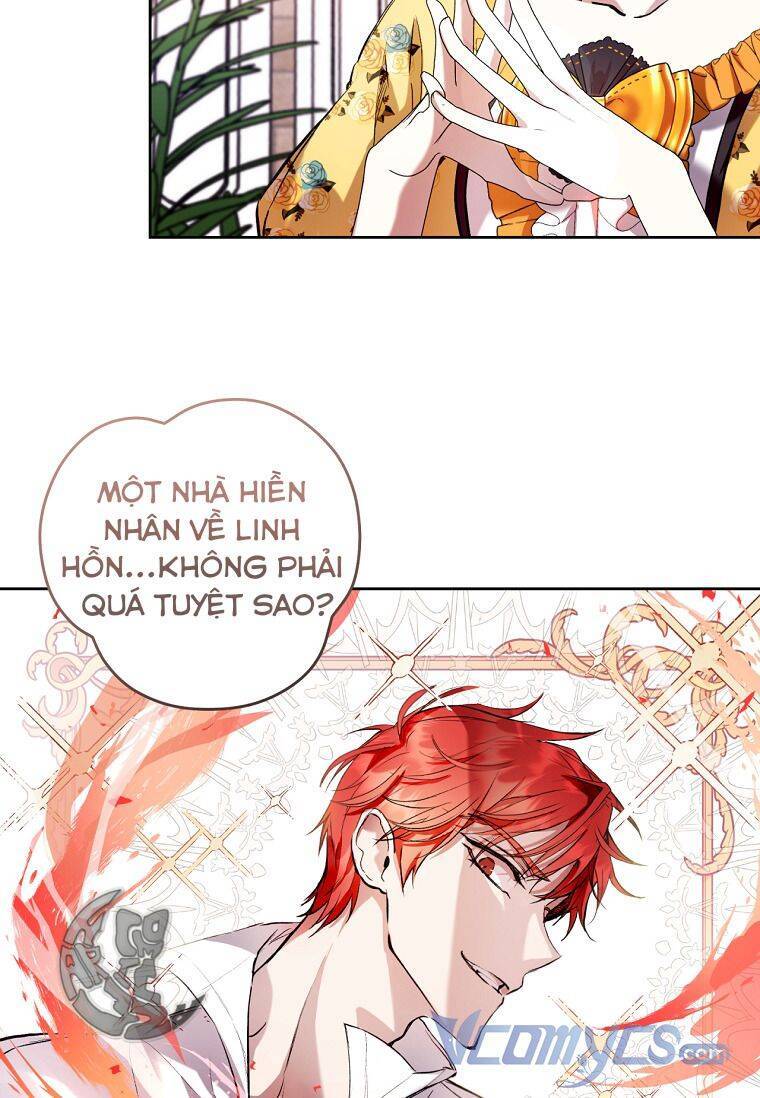 MỘT NHÀ HIỀN
NHÂN VỀ LINH
HỒN...KHÔNG PHẢI
QUÁ TUYỆT SAO?
VCOMYCS.com